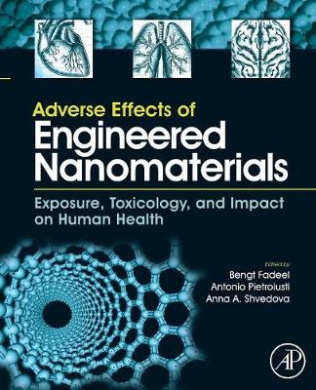 Adverse Effects of
Engineered
Nanomaterials
Exposure, Toxicology, and Impact
on Human Health
Edited by
Bengt Fadeel
Antonio Pietroiusti
Anna A. Shvedova
AP